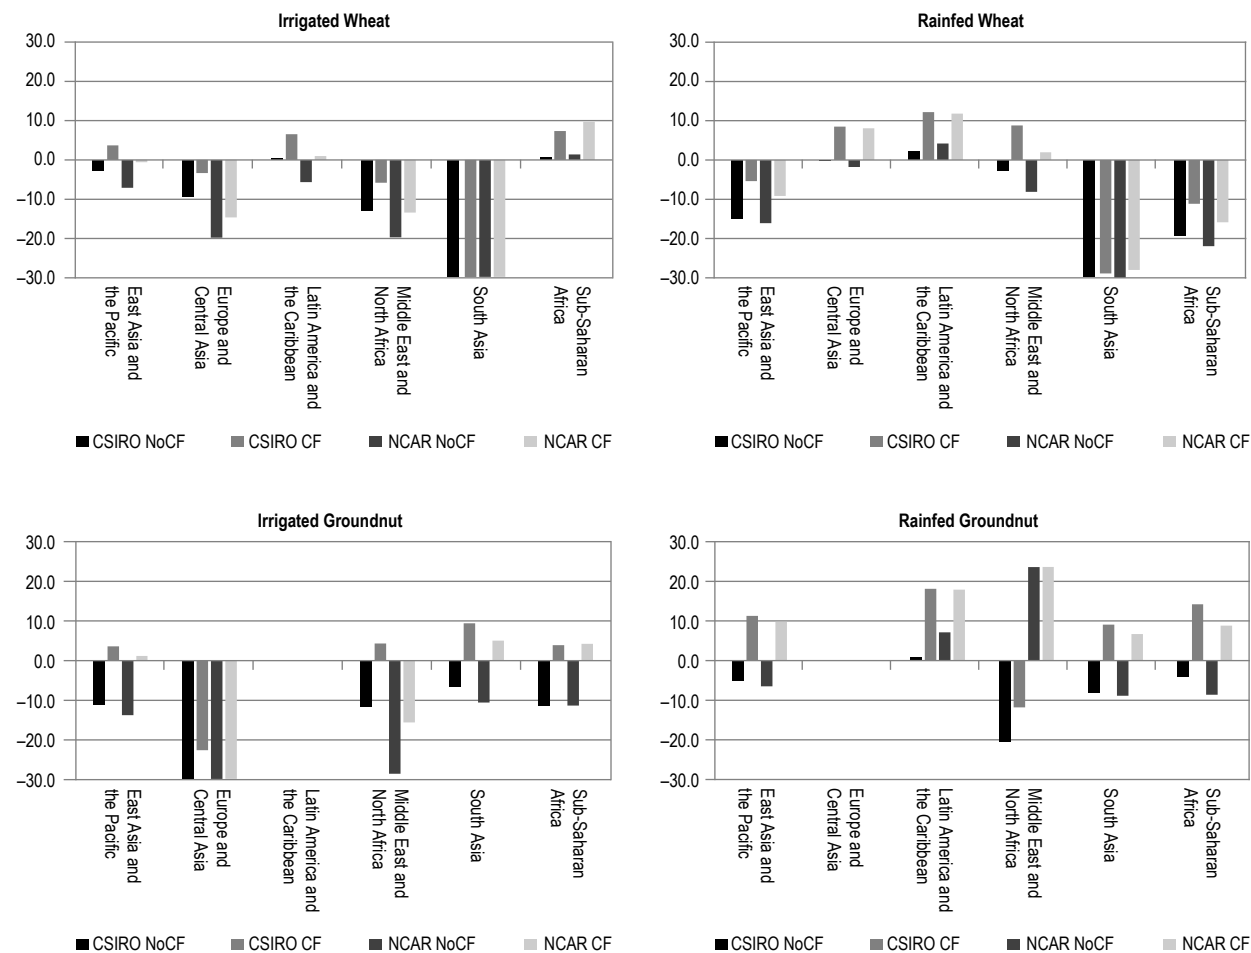 Irrigated Wheat
30.0
20.0
10.0
0.0
–10.0
–20.0
–30.0
East Asia and
the Pacific
Europe and
Central Asia
Latin America and
the Caribbean
Middle East and
North Africa
South Asia
Sub-Saharan
Africa
CSIRO NoCF
CSIRO CF
NCAR NoCF
NCAR CF
Rainfed Wheat
30.0
20.0
10.0
0.0
–10.0
–20.0
–30.0
East Asia and
the Pacific
Europe and
Central Asia
Latin America and
the Caribbean
Middle East and
North Africa
South Asia
Sub-Saharan
Africa
CSIRO NoCF
CSIRO CF
NCAR NoCF
NCAR CF
Irrigated Groundnut
30.0
20.0
10.0
0.0
–10.0
–20.0
–30.0
East Asia and
the Pacific
Europe and
Central Asia
Latin America and
the Caribbean
Middle East and
North Africa
South Asia
Sub-Saharan
Africa
CSIRO NoCF
CSIRO CF
NCAR NoCF
NCAR CF
Rainfed Groundnut
30.0
20.0
10.0
0.0
–10.0
–20.0
–30.0
East Asia and
the Pacific
Europe and
Central Asia
Latin America and
the Caribbean
Middle East and
North Africa
South Asia
Sub-Saharan
Africa
CSIRO NoCF
CSIRO CF
NCAR NoCF
NCAR CF